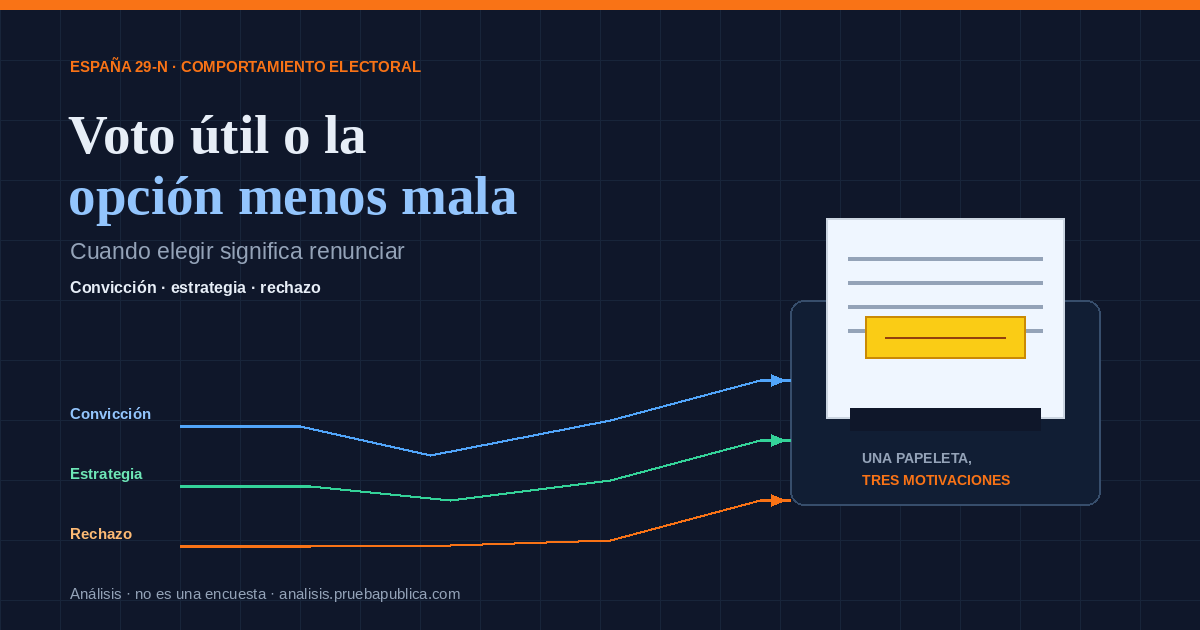 ESPAÑA 29-N · COMPORTAMIENTO ELECTORAL
Voto útil o la
opción menos mala
Cuando elegir significa renunciar
Convicción · estrategia · rechazo
Convicción
Estrategia
Rechazo
UNA PAPELETA,
TRES MOTIVACIONES
Análisis · no es una encuesta · analisis.pruebapublica.com